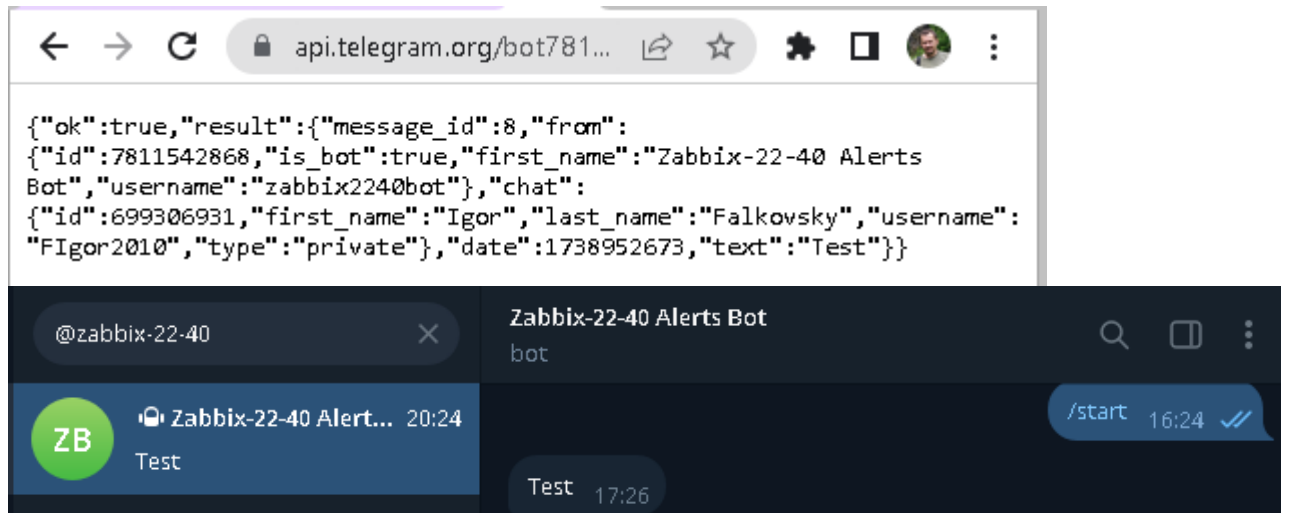 api.telegram.org/bot781...
{"ok":true,"result":{"message_id":8,"from":
{"id":7811542868,"is_bot":true,"first_name":"Zabbix-22-40 Alerts
Bot","username":"zabbix2240bot"},"chat":
{"id":699306931,"first_name":"Igor","last_name":"Falkovsky","username":
"FIgor2010","type":"private"},"date":1738952673,"text":"Test"}}
@zabbix-22-40
ZB
Zabbix-22-40 Alert... 20:24
Test
Zabbix-22-40 Alerts Bot
bot
/start 16:24
Test 17:26